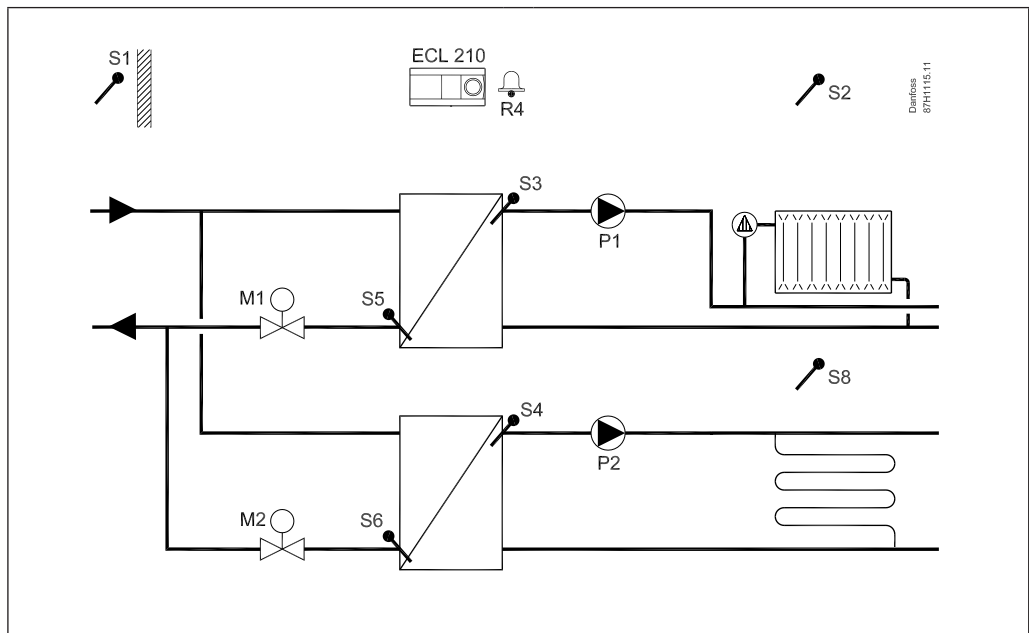 S1
ECL 210
R4
S2
Danfoss
87H1115.11
S3
P1
M1
S5
S8
S4
P2
M2
S6